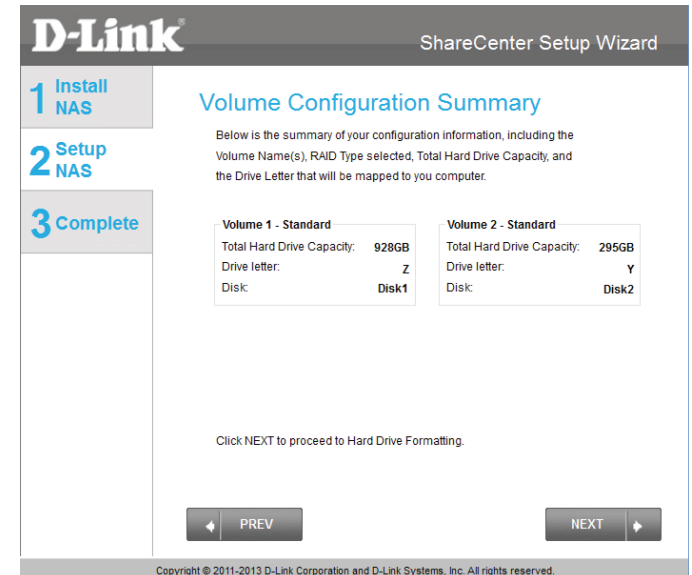 D-Link®
ShareCenter Setup Wizard
1 Install NAS
2 Setup NAS
3 Complete
Volume Configuration Summary
Below is the summary of your configuration information, including the
Volume Name(s), RAID Type selected, Total Hard Drive Capacity, and
the Drive Letter that will be mapped to you computer.
Volume 1 - Standard
Total Hard Drive Capacity: 928GB
Drive letter: Z
Disk: Disk1
Volume 2 - Standard
Total Hard Drive Capacity: 295GB
Drive letter: Y
Disk: Disk2
Click NEXT to proceed to Hard Drive Formatting.
PREV
NEXT
Copyright © 2011-2013 D-Link Corporation and D-Link Systems, Inc. All rights reserved.